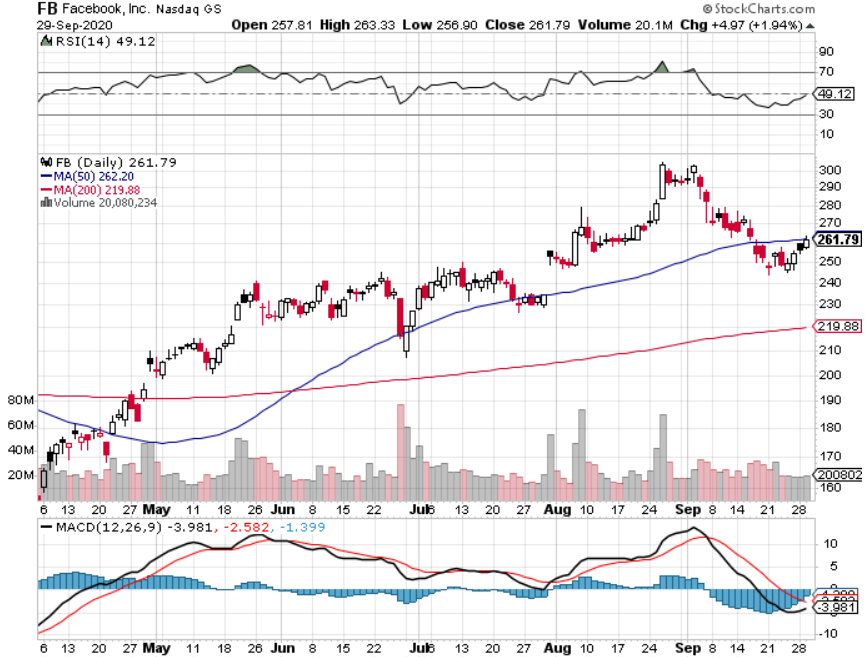 FB Facebook, Inc. Nasdaq GS © StockCharts.com
29-Sep-2020 Open 257.81 High 263.33 Low 256.90 Close 261.79 Volume 20.1M Chg +4.97 (+1.94%)
RSI(14) 49.12
90
70
49.12
30
10
FB (Daily) 261.79
MA(50) 262.20
MA(200) 219.88
Volume 20,080,234
300
290
280
270
261.79
250
240
230
219.88
210
200
190
180
170
160
80M
60M
40M
20M
200802
6 13 20 27 May 11 18 26 Jun 8 15 22 Jul 6 13 20 27 Aug 10 17 24 Sep 8 14 21 28
MACD(12,26,9) -3.981, -2.582, -1.399
10
5
-3.981
-10
6 13 20 27 May 11 18 26 Jun 8 15 22 Jul 6 13 20 27 Aug 10 17 24 Sep 8 14 21 28